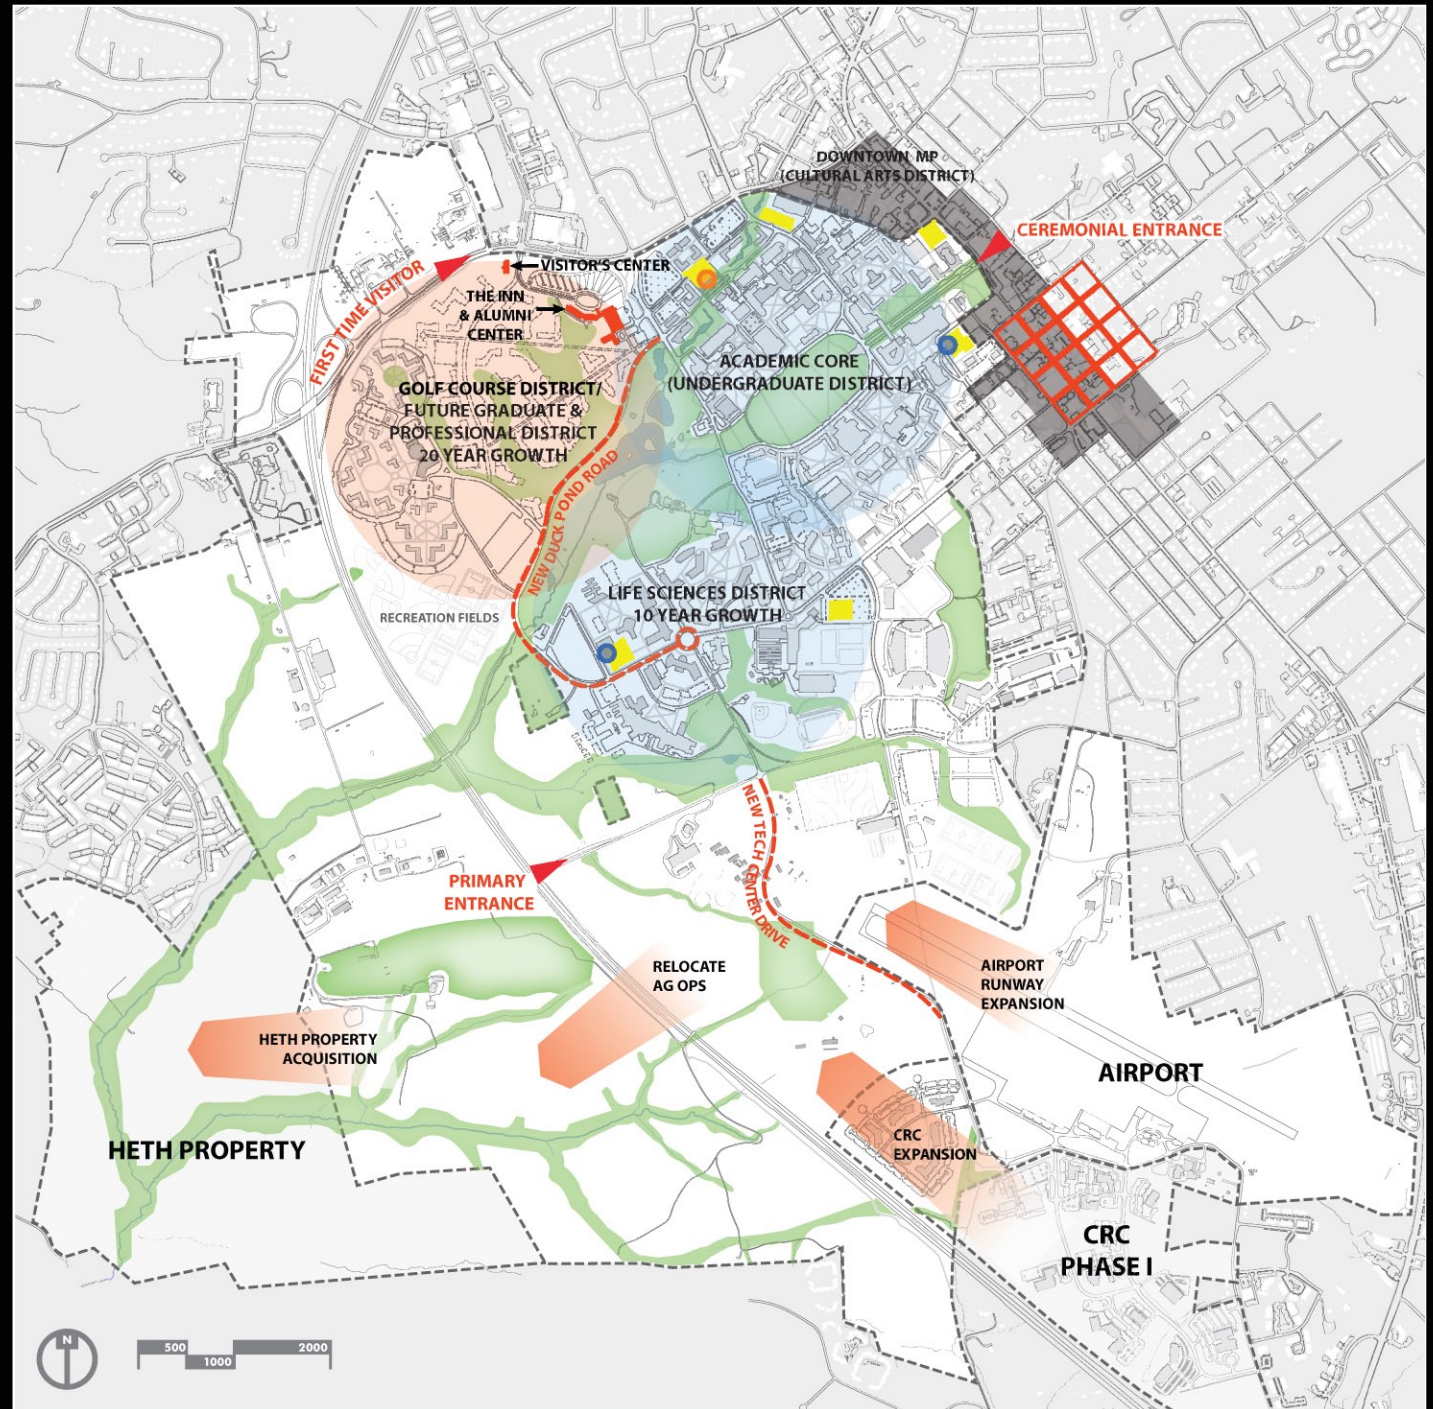 DOWNTOWN MP
(CULTURAL ARTS DISTRICT)
CEREMONIAL ENTRANCE
FIRST TIME VISITOR
VISITOR'S CENTER
THE INN
& ALUMNI
CENTER
ACADEMIC CORE
(UNDERGRADUATE DISTRICT)
GOLF COURSE DISTRICT/
FUTURE GRADUATE &
PROFESSIONAL DISTRICT
20 YEAR GROWTH
NEW DUCK POND ROAD
LIFE SCIENCES DISTRICT
10 YEAR GROWTH
RECREATION FIELDS
NEW TECH CENTER DRIVE
PRIMARY
ENTRANCE
RELOCATE
AG OPS
AIRPORT
RUNWAY
EXPANSION
HETH PROPERTY
ACQUISITION
AIRPORT
HETH PROPERTY
CRC
EXPANSION
CRC
PHASE I
N
500
1000
2000